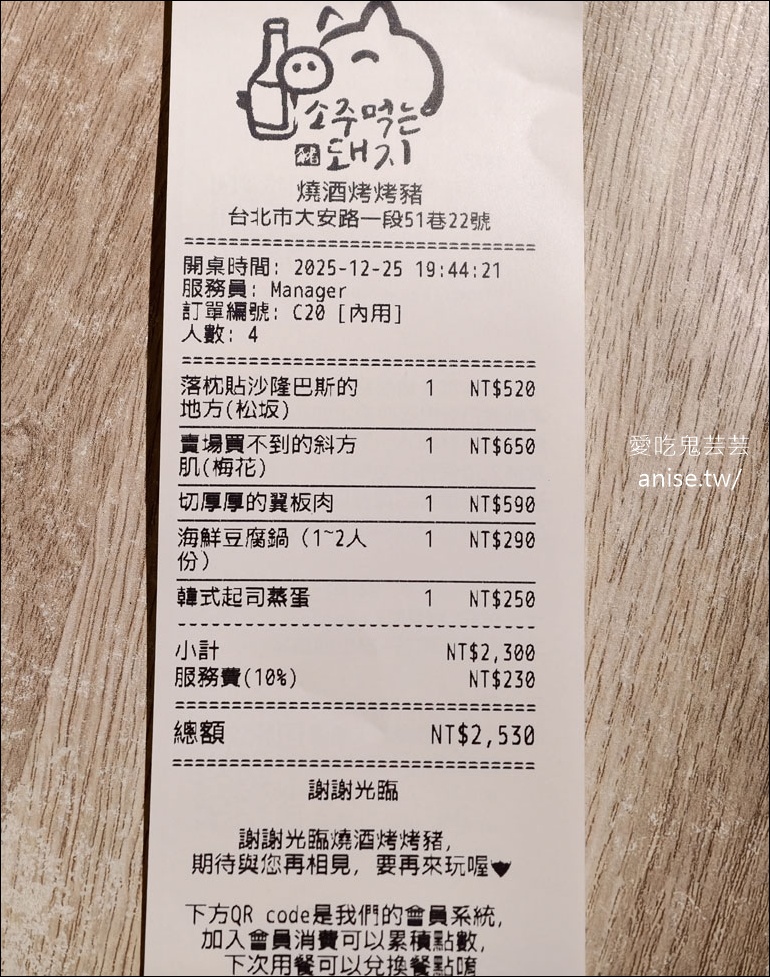 소주먹는
돼지
燒酒烤烤豬
台北市大安路一段51巷22號
開桌時間: 2025-12-25 19:44:21
服務員: Manager
訂單編號: C20 [內用]
人數: 4
落枕貼沙隆巴斯的 1 NT$520
地方(松坂)
賣場買不到的斜方 1 NT$650
肌(梅花)
切厚厚的翼板肉 1 NT$590
海鮮豆腐鍋 (1~2人 1 NT$290
份)
韓式起司蒸蛋 1 NT$250
小計 NT$2,300
服務費(10%) NT$230
總額 NT$2,530
謝謝光臨
謝謝光臨燒酒烤烤豬,
期待與您再相見, 要再來玩喔♥
下方QR code是我們的會員系統,
加入會員消費可以累積點數,
下次用餐可以兌換餐點唷
愛吃鬼芸芸
anise.tw/